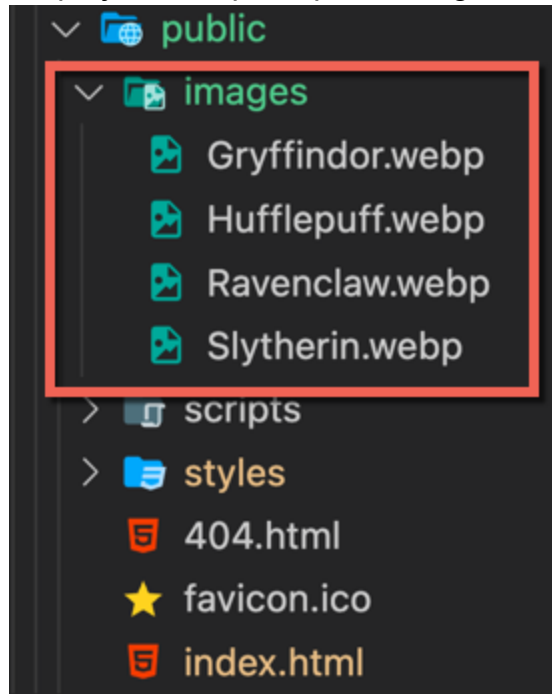 public
images
Gryffindor.webp
Hufflepuff.webp
Ravenclaw.webp
Slytherin.webp
scripts
styles
404.html
favicon.ico
index.html